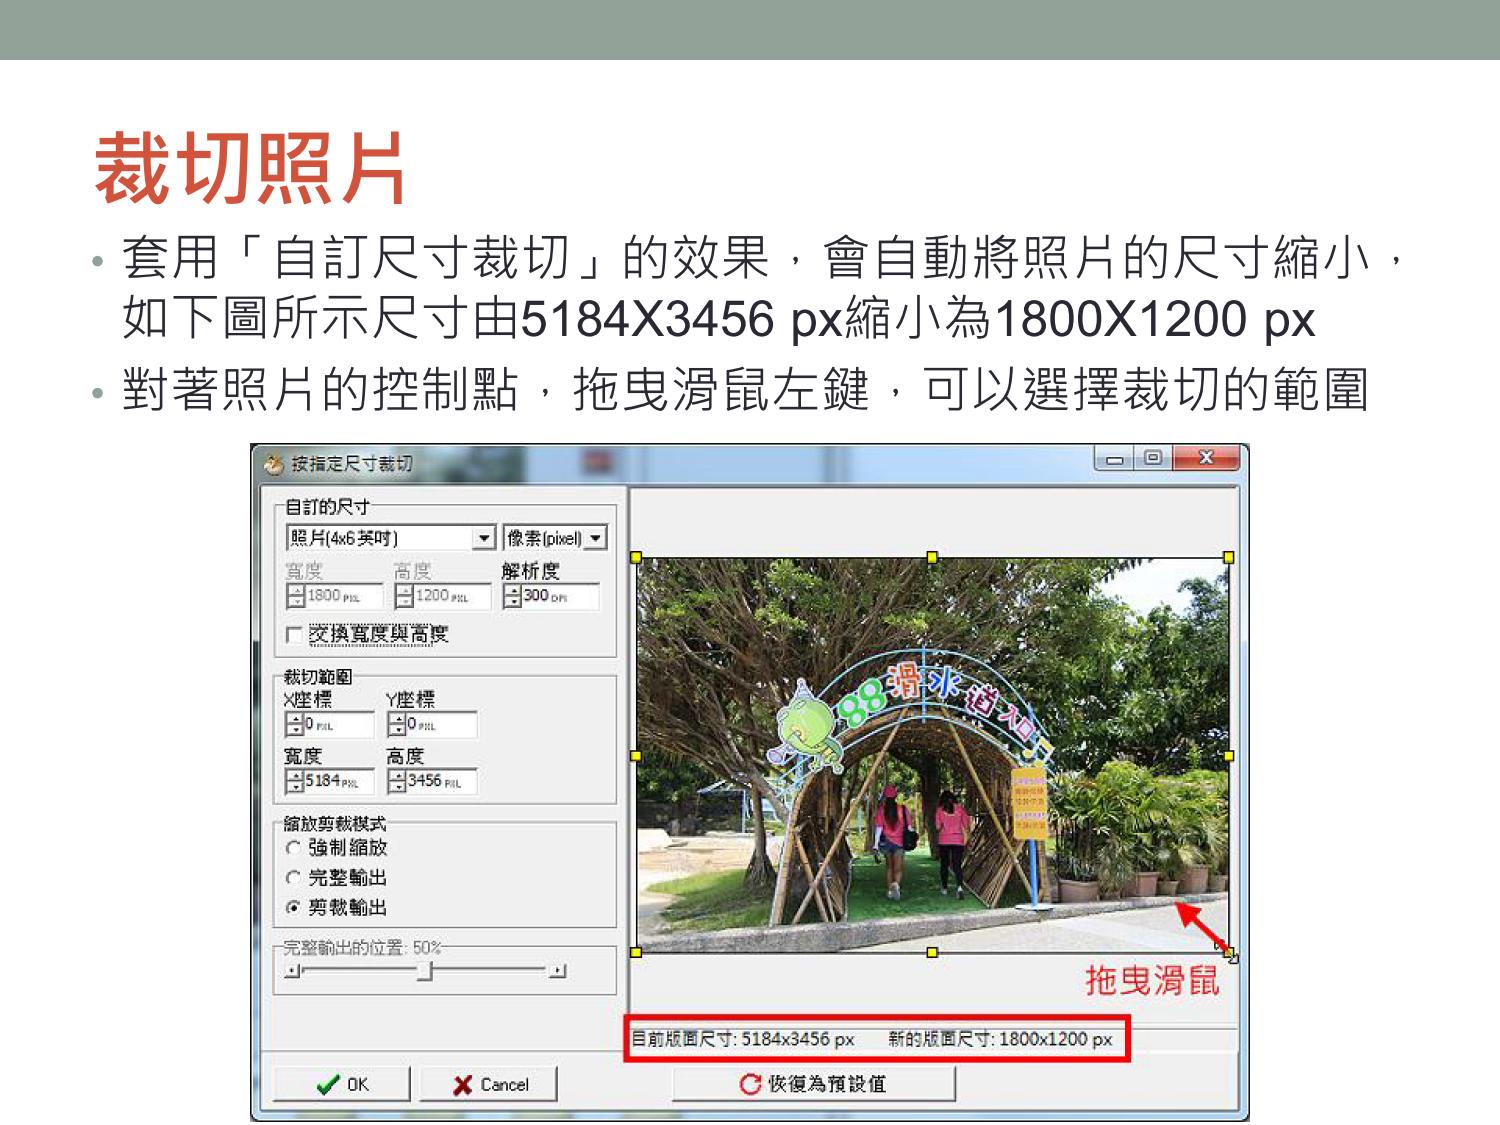 裁切照片
• 套用「自訂尺寸裁切」的效果，會自動將照片的尺寸縮小，
如下圖所示尺寸由5184X3456 px縮小為1800X1200 px
• 對著照片的控制點，拖曳滑鼠左鍵，可以選擇裁切的範圍
按指定尺寸裁切
自訂的尺寸
照片(4x6英吋) 像素(pixel)
寬度 高度 解析度
1800 PXL 1200 PXL 300 DPI
交換寬度與高度
裁切範圍
X座標 Y座標
0 PXL 0 PXL
寬度 高度
5184 PXL 3456 PXL
縮放剪裁模式
強制縮放
完整輸出
剪裁輸出
完整輸出的位置: 50%
88滑水道入口
拖曳滑鼠
目前版面尺寸: 5184x3456 px 新的版面尺寸: 1800x1200 px
OK Cancel 恢復為預設值